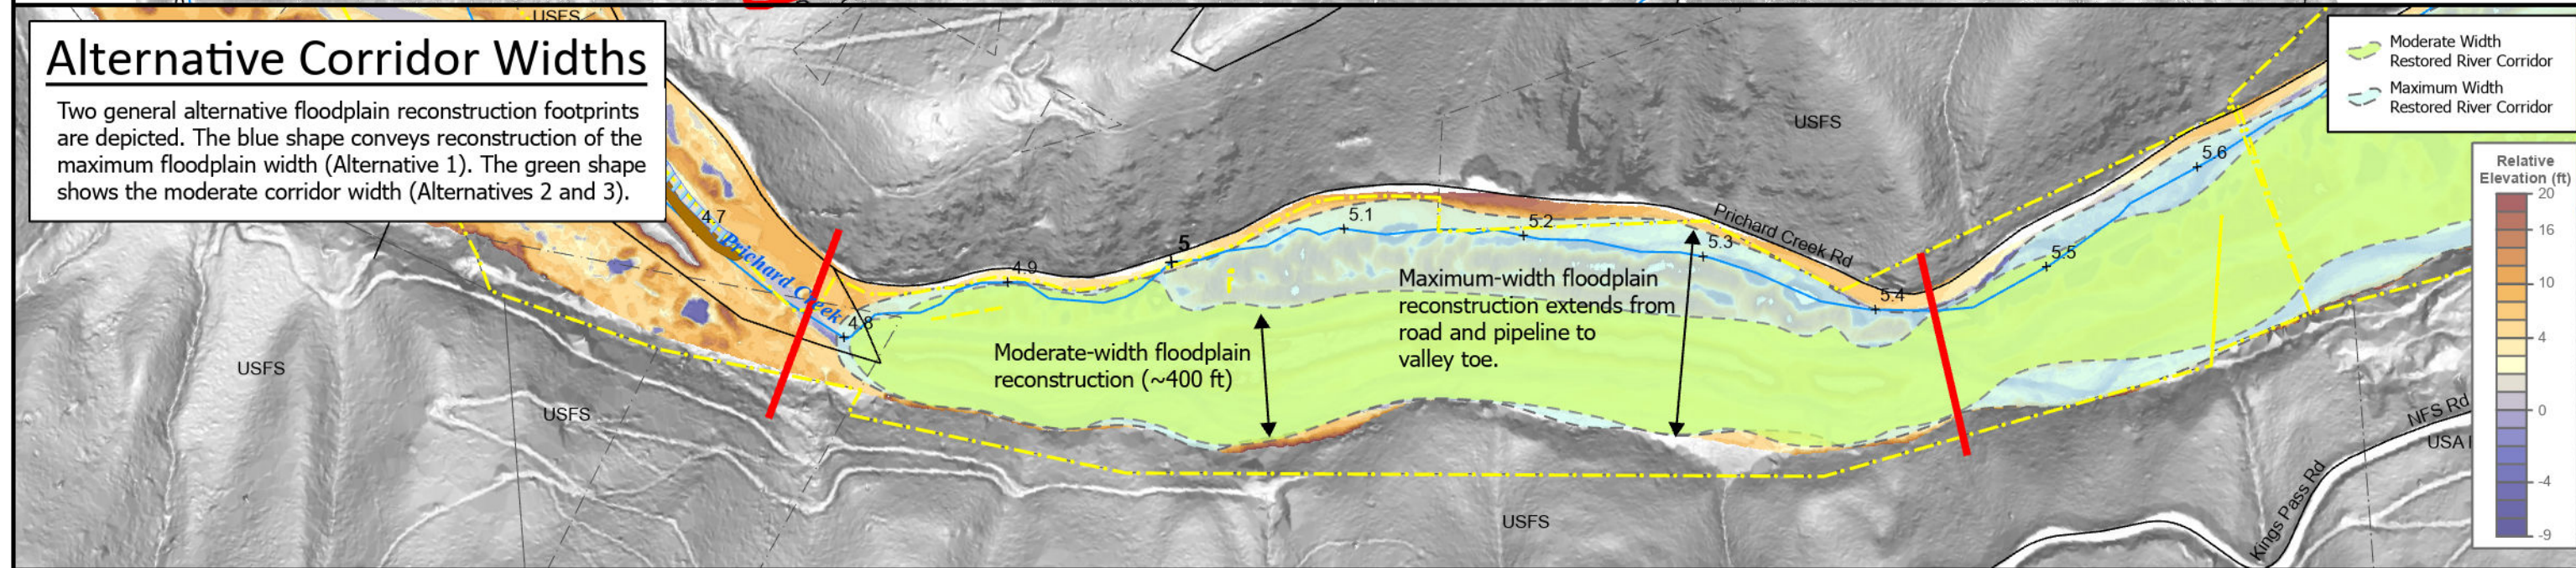 USFS
Alternative Corridor Widths
Two general alternative floodplain reconstruction footprints
are depicted. The blue shape conveys reconstruction of the
maximum floodplain width (Alternative 1). The green shape
shows the moderate corridor width (Alternatives 2 and 3).
Moderate Width
Restored River Corridor
Maximum Width
Restored River Corridor
Relative
Elevation (ft)
20
16
10
4
0
-4
-9
4.7
Prichard Creek
4.8
4.9
5
5.1
5.2
5.3
5.4
5.5
5.6
Prichard Creek Rd
USFS
Maximum-width floodplain
reconstruction extends from
road and pipeline to
valley toe.
Moderate-width floodplain
reconstruction (~400 ft)
USFS
USFS
USFS
NFS Rd
USA
Kings Pass Rd